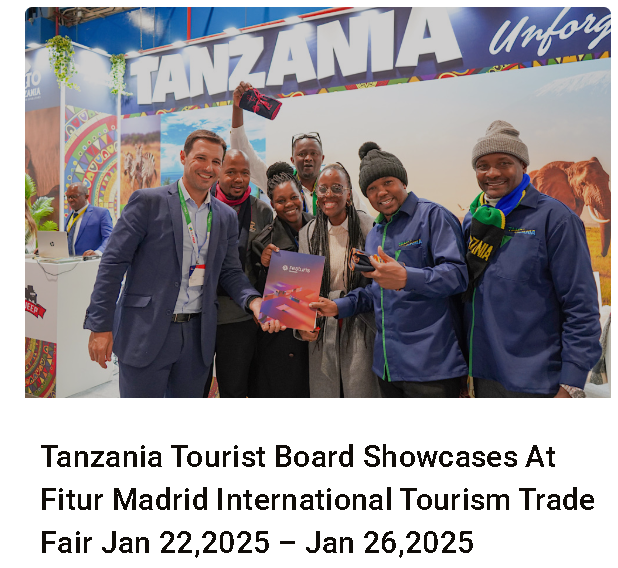 TANZANIA
Unforg
ZANIA
Tanzania Tourist Board Showcases At
Fitur Madrid International Tourism Trade
Fair Jan 22,2025 – Jan 26,2025